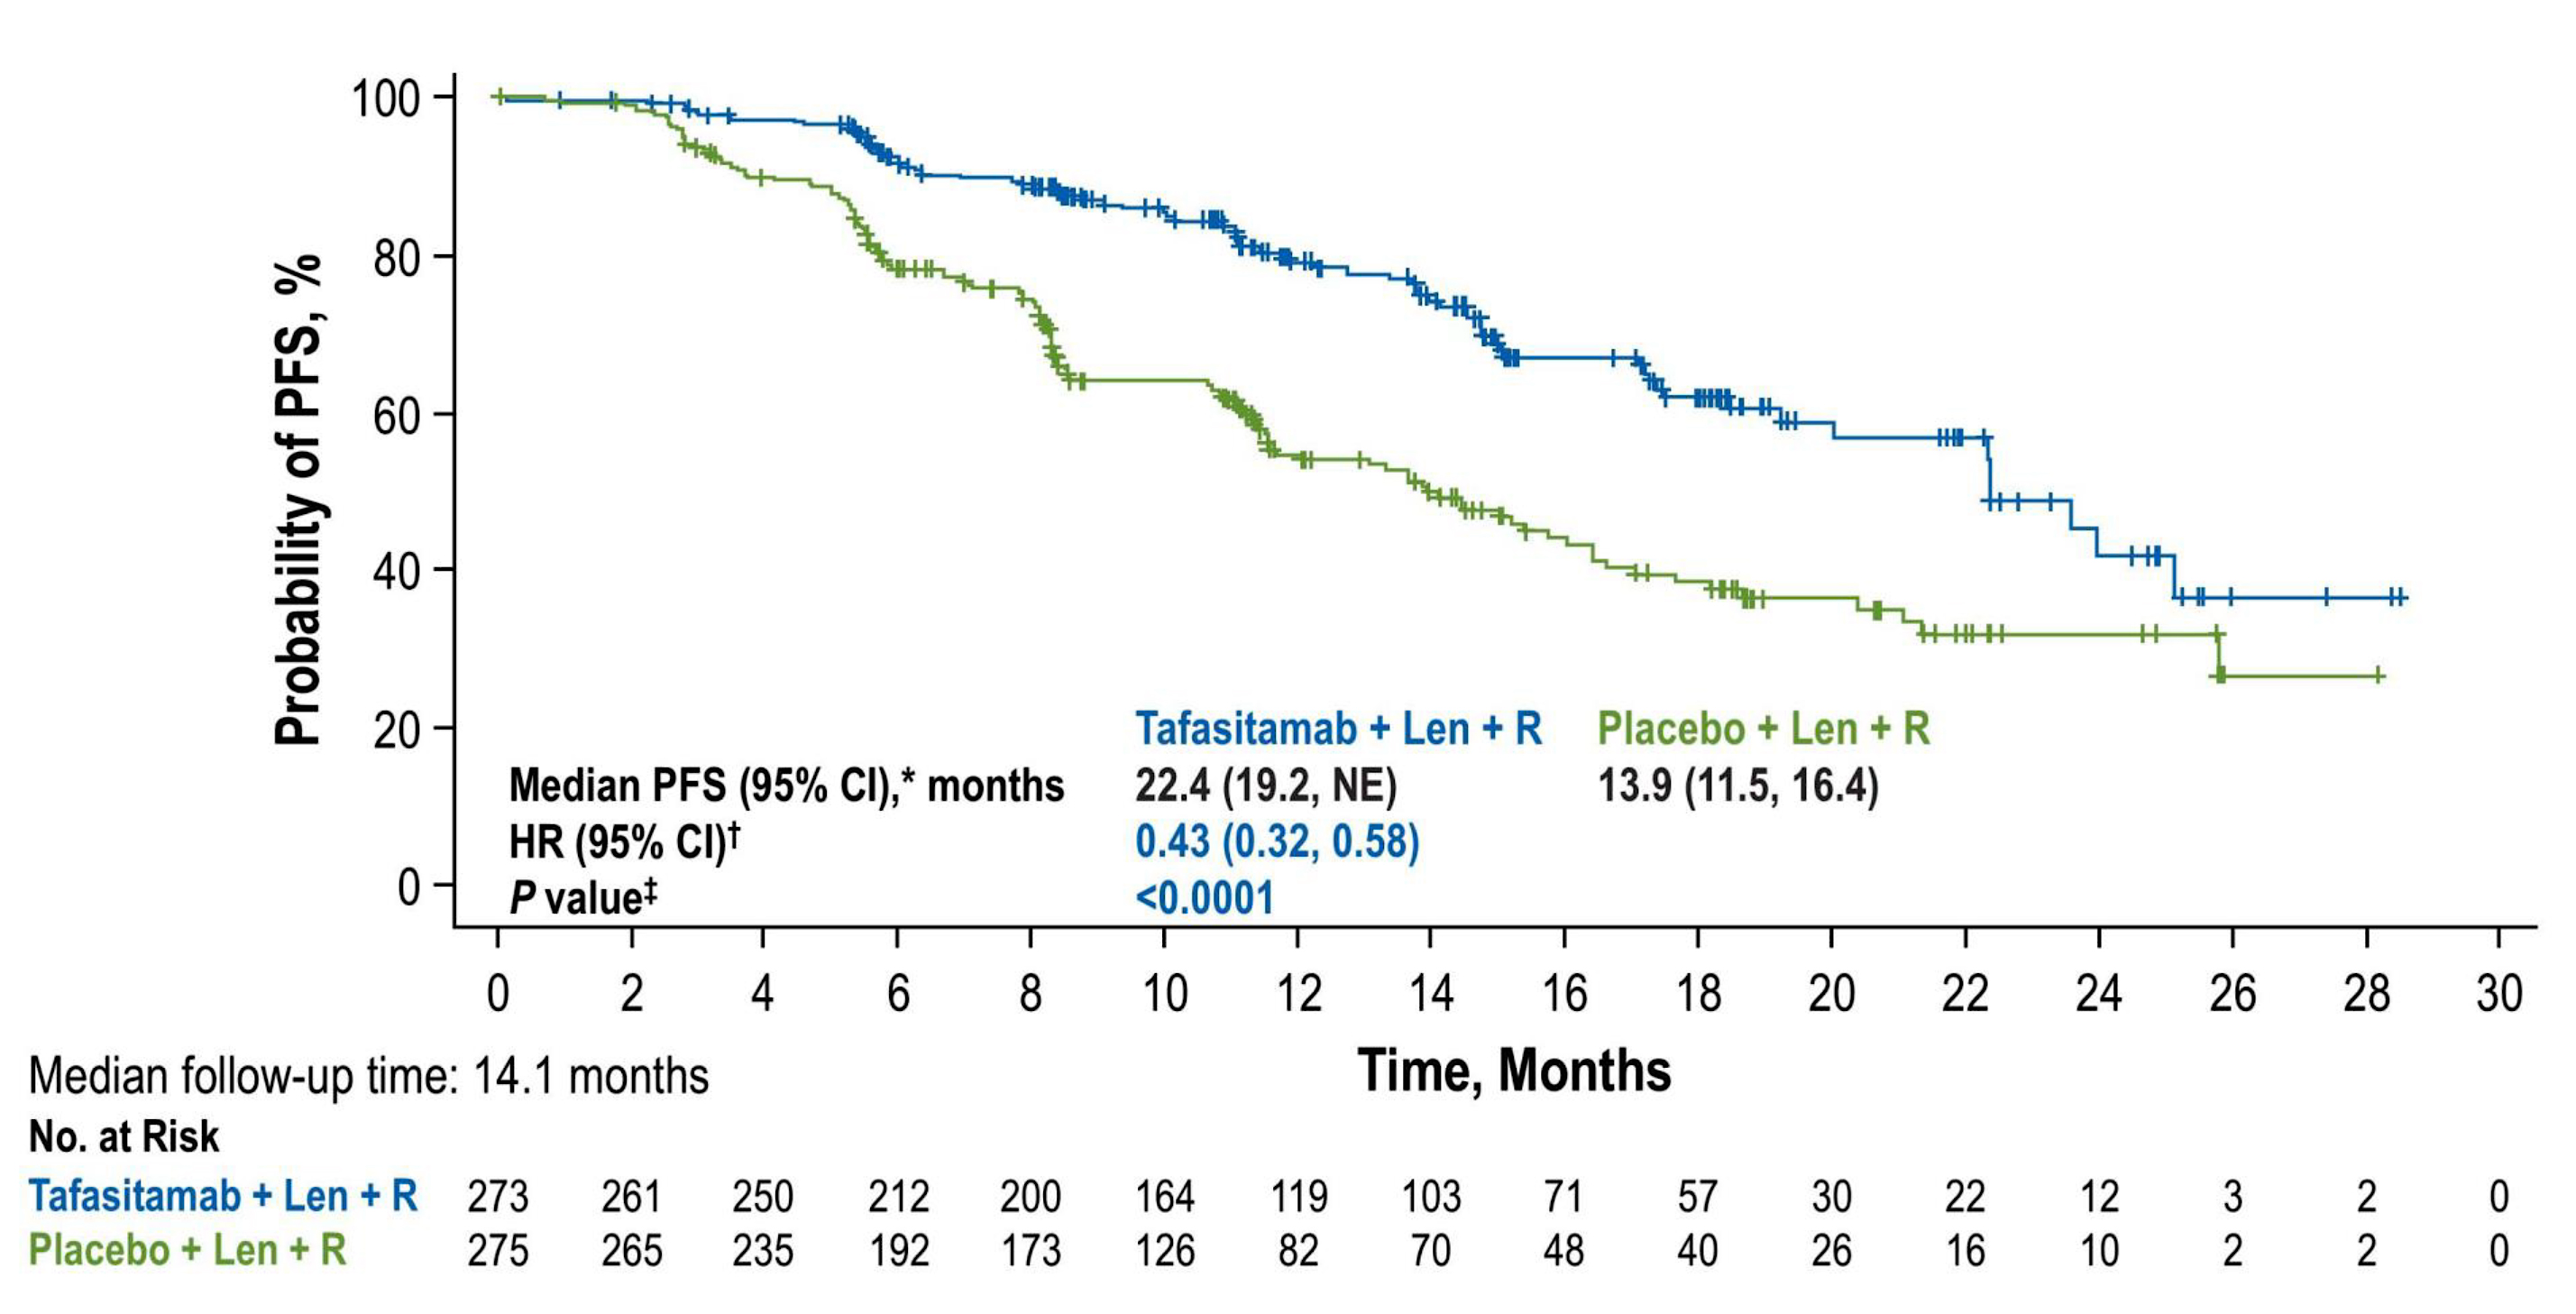 Probability of PFS, %
100
80
60
40
20
0
Tafasitamab + Len + R Placebo + Len + R
Median PFS (95% CI),* months 22.4 (19.2, NE) 13.9 (11.5, 16.4)
HR (95% CI)† 0.43 (0.32, 0.58)
P value‡ <0.0001
0 2 4 6 8 10 12 14 16 18 20 22 24 26 28 30
Time, Months
Median follow-up time: 14.1 months
No. at Risk
Tafasitamab + Len + R 273 261 250 212 200 164 119 103 71 57 30 22 12 3 2 0
Placebo + Len + R 275 265 235 192 173 126 82 70 48 40 26 16 10 2 2 0